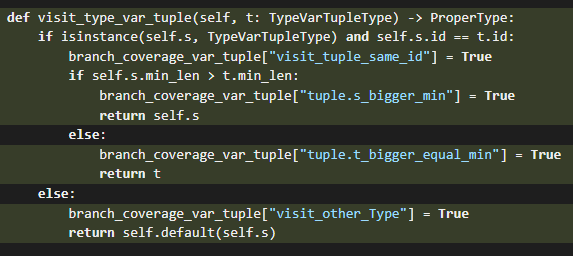 def visit_type_var_tuple(self, t: TypeVarTupleType) -> ProperType:
    if isinstance(self.s, TypeVarTupleType) and self.s.id == t.id:
        branch_coverage_var_tuple["visit_tuple_same_id"] = True
        if self.s.min_len > t.min_len:
            branch_coverage_var_tuple["tuple.s_bigger_min"] = True
            return self.s
        else:
            branch_coverage_var_tuple["tuple.t_bigger_equal_min"] = True
            return t
    else:
        branch_coverage_var_tuple["visit_other_Type"] = True
        return self.default(self.s)